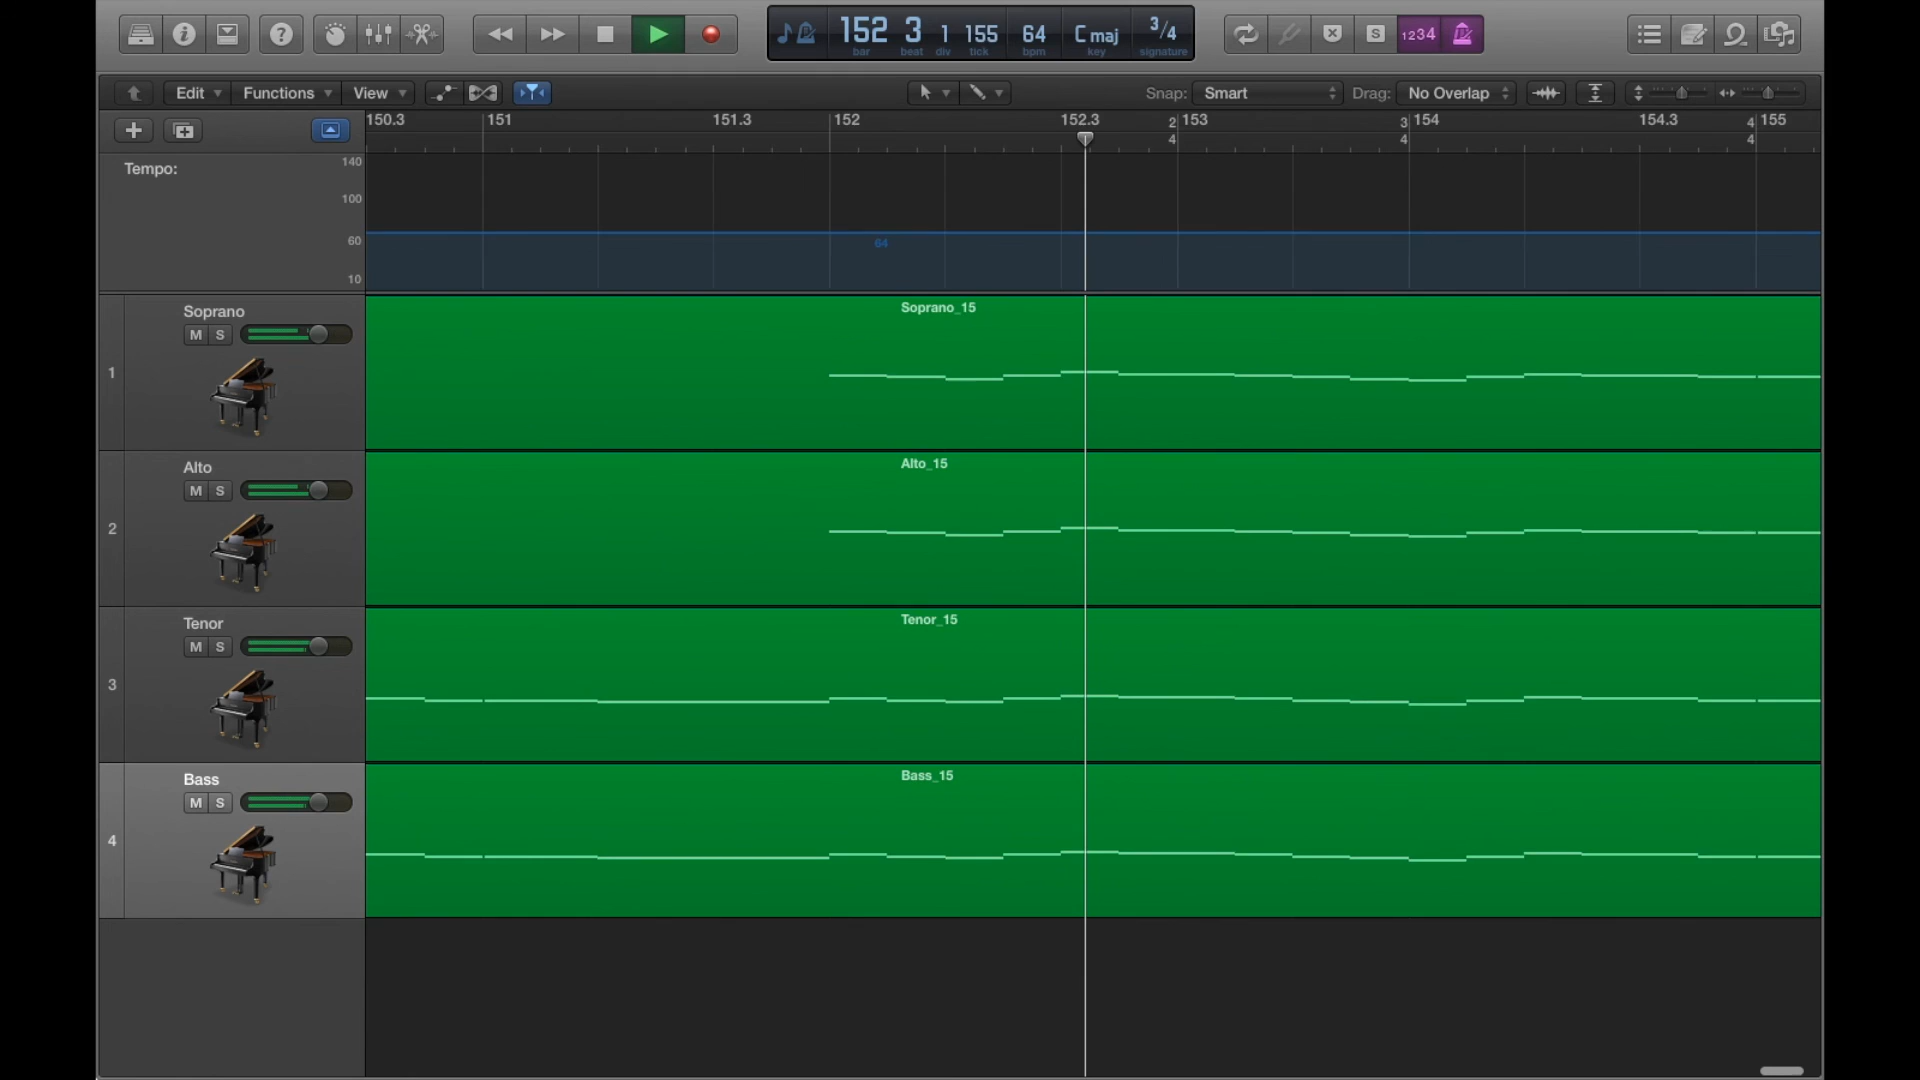 152 3 1 155 64 C maj 3/4
bar beat div tick bpm key signature
S 1234
Edit Functions View Snap: Smart Drag: No Overlap
150.3 151 151.3 152 152.3 2/4 153 3/4 154 154.3 4/4 155
Tempo: 140
100
60
10
64
Soprano Soprano_15
M S
1
Alto Alto_15
M S
2
Tenor Tenor_15
M S
3
Bass Bass_15
M S
4